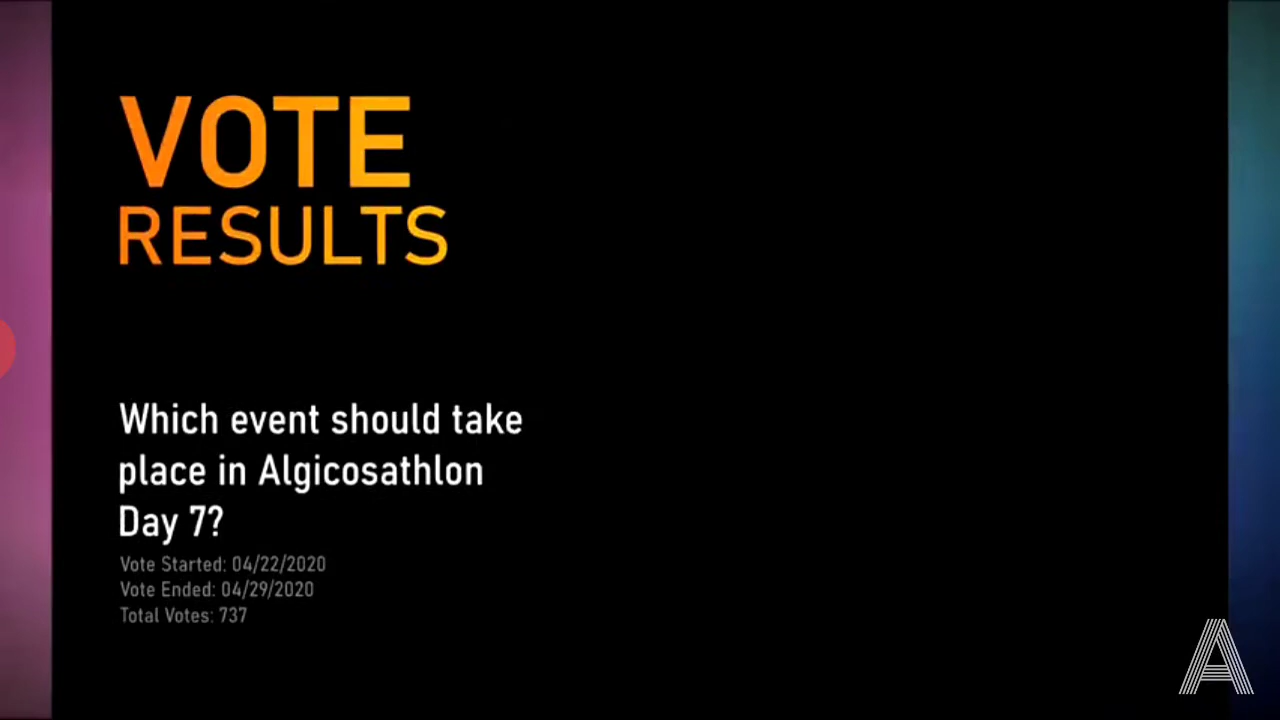 VOTE
RESULTS
Which event should take
place in Algicosathlon
Day 7?
Vote Started: 04/22/2020
Vote Ended: 04/29/2020
Total Votes: 737
A